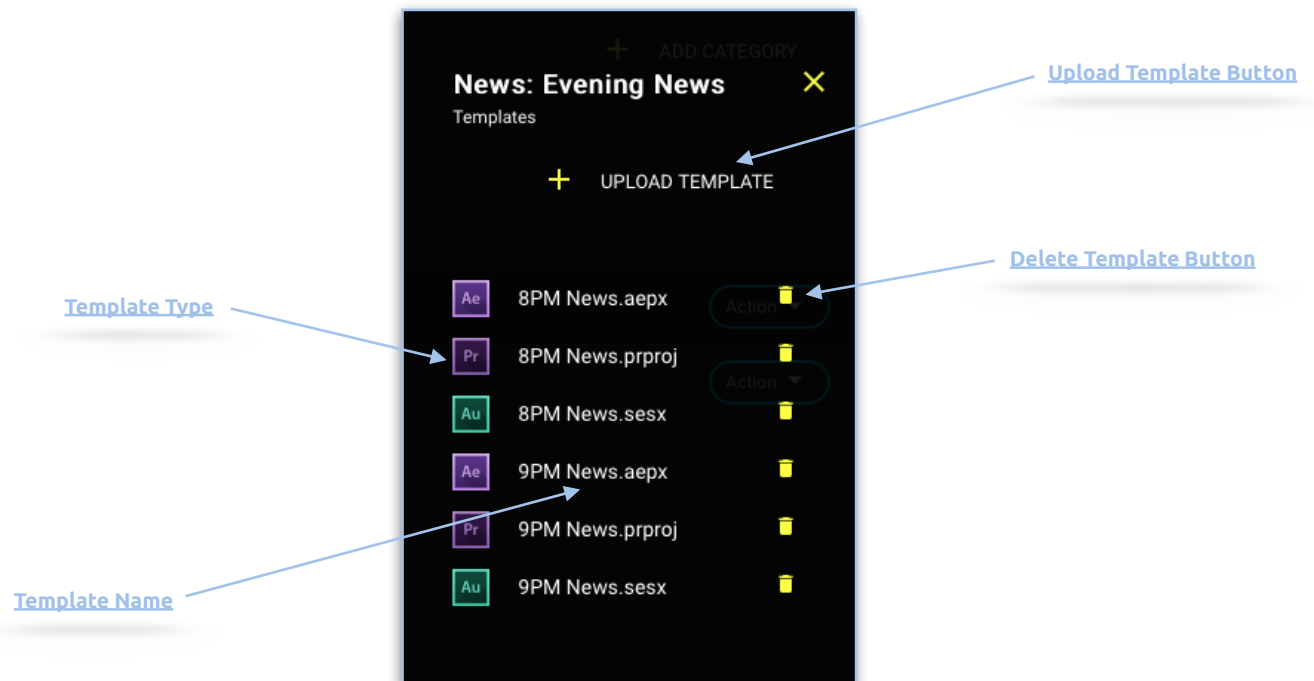 ADD CATEGORY
News: Evening News
Upload Template Button
Templates
UPLOAD TEMPLATE
Delete Template Button
Ae 8PM News.aepx
Action
Template Type
Pr 8PM News.prproj
Action
Au 8PM News.sesx
Ae 9PM News.aepx
Pr 9PM News.prproj
Au 9PM News.sesx
Template Name